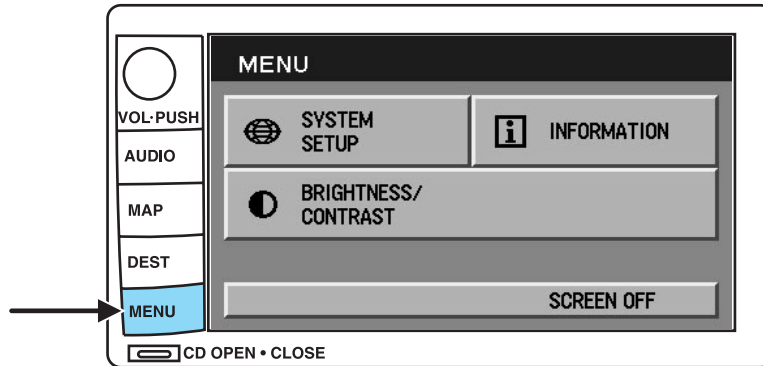 MENU
VOL·PUSH
SYSTEM
SETUP
INFORMATION
AUDIO
BRIGHTNESS/
CONTRAST
MAP
DEST
MENU
SCREEN OFF
CD OPEN • CLOSE